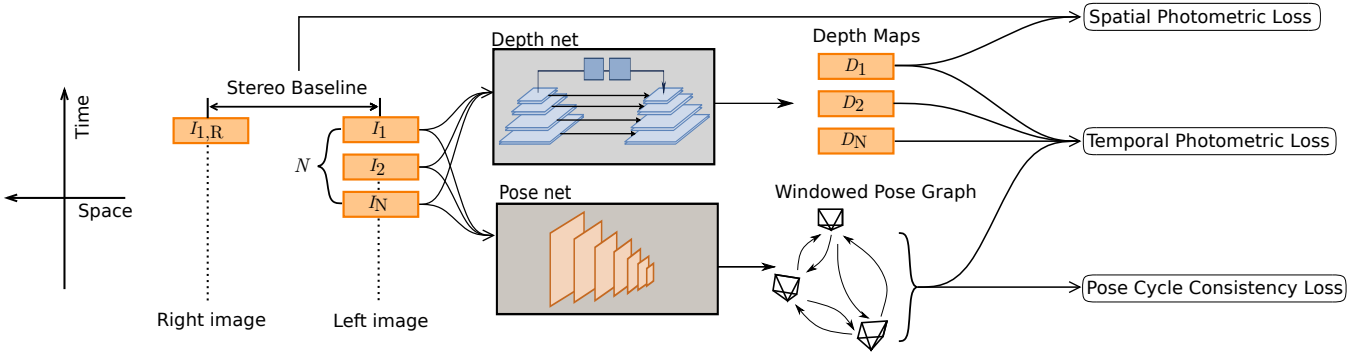 Spatial Photometric Loss
Depth net
Depth Maps
Stereo Baseline
Time
Space
I1,R
I1
I2
IN
N
D1
D2
DN
Temporal Photometric Loss
Pose net
Windowed Pose Graph
Pose Cycle Consistency Loss
Right image
Left image